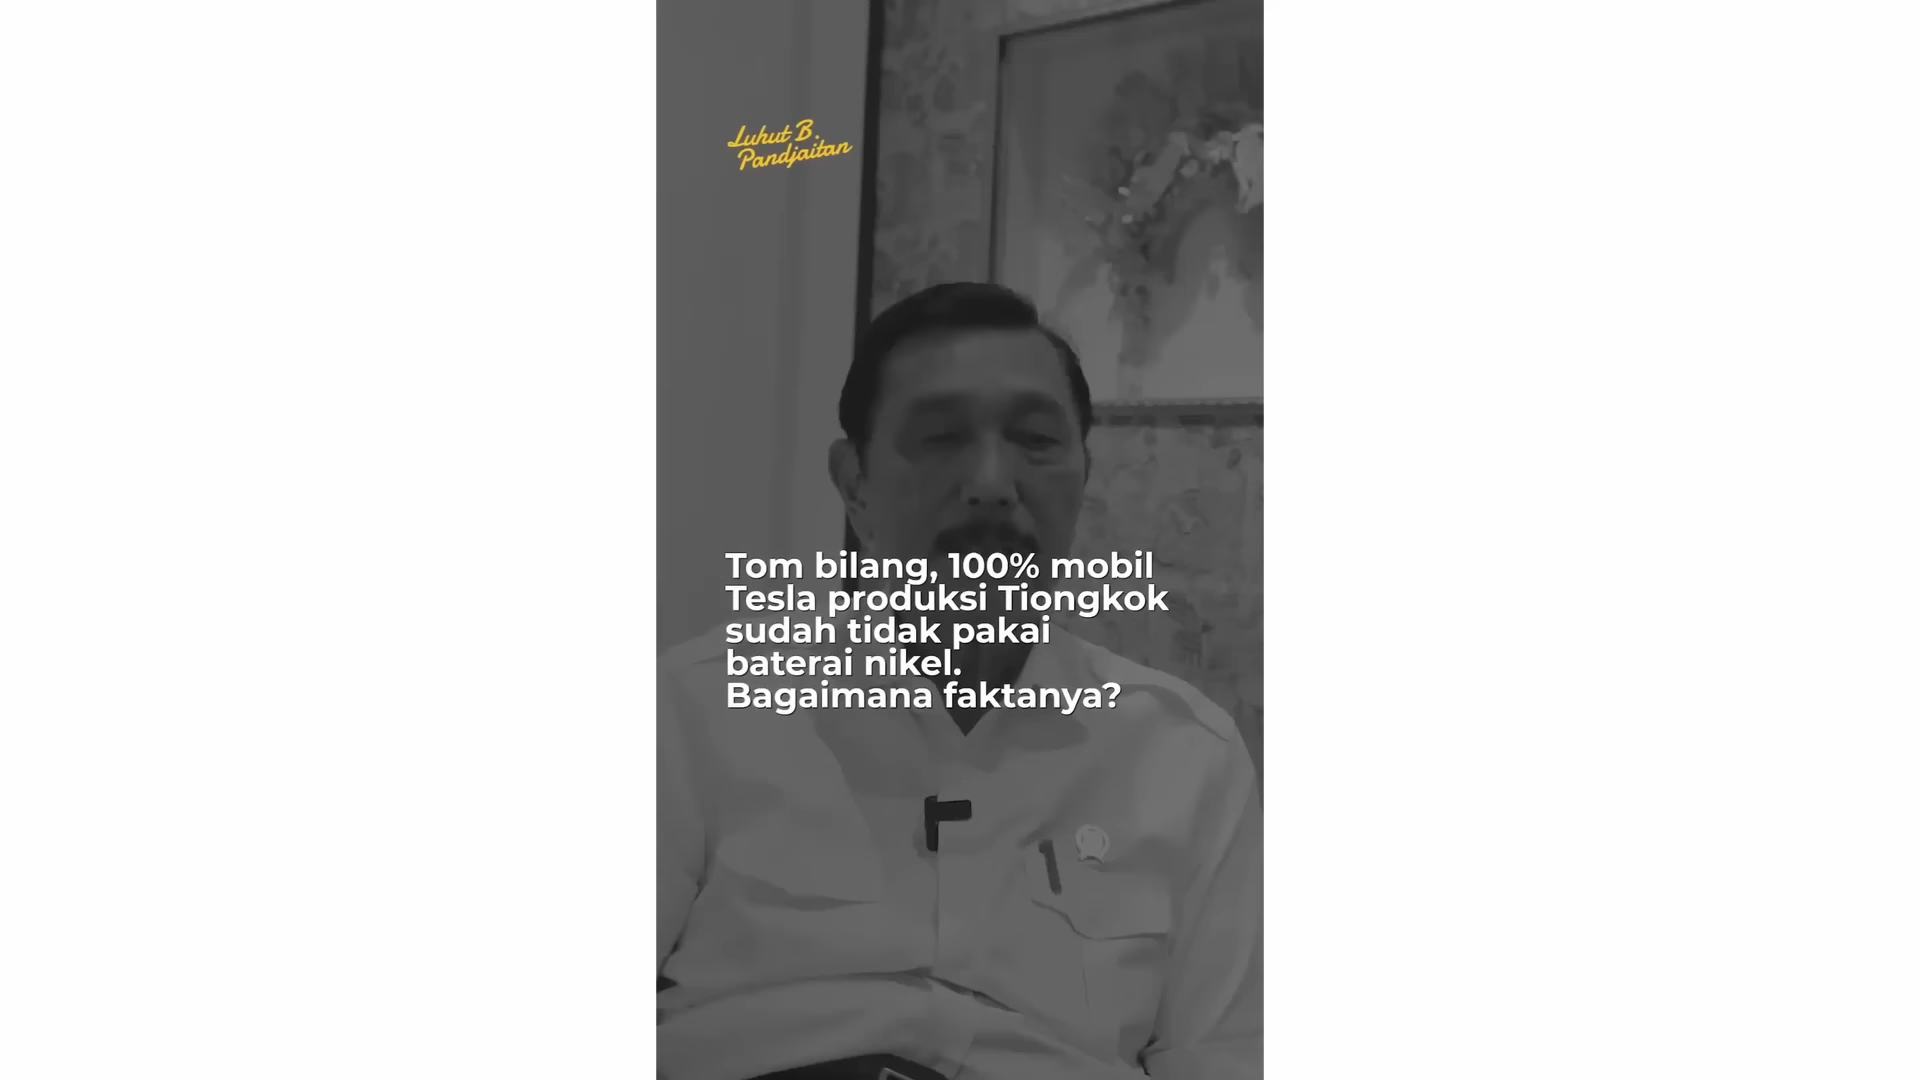 Luhut B.
Pandjaitan
Tom bilang, 100% mobil
Tesla produksi Tiongkok
sudah tidak pakai
baterai nikel.
Bagaimana faktanya?